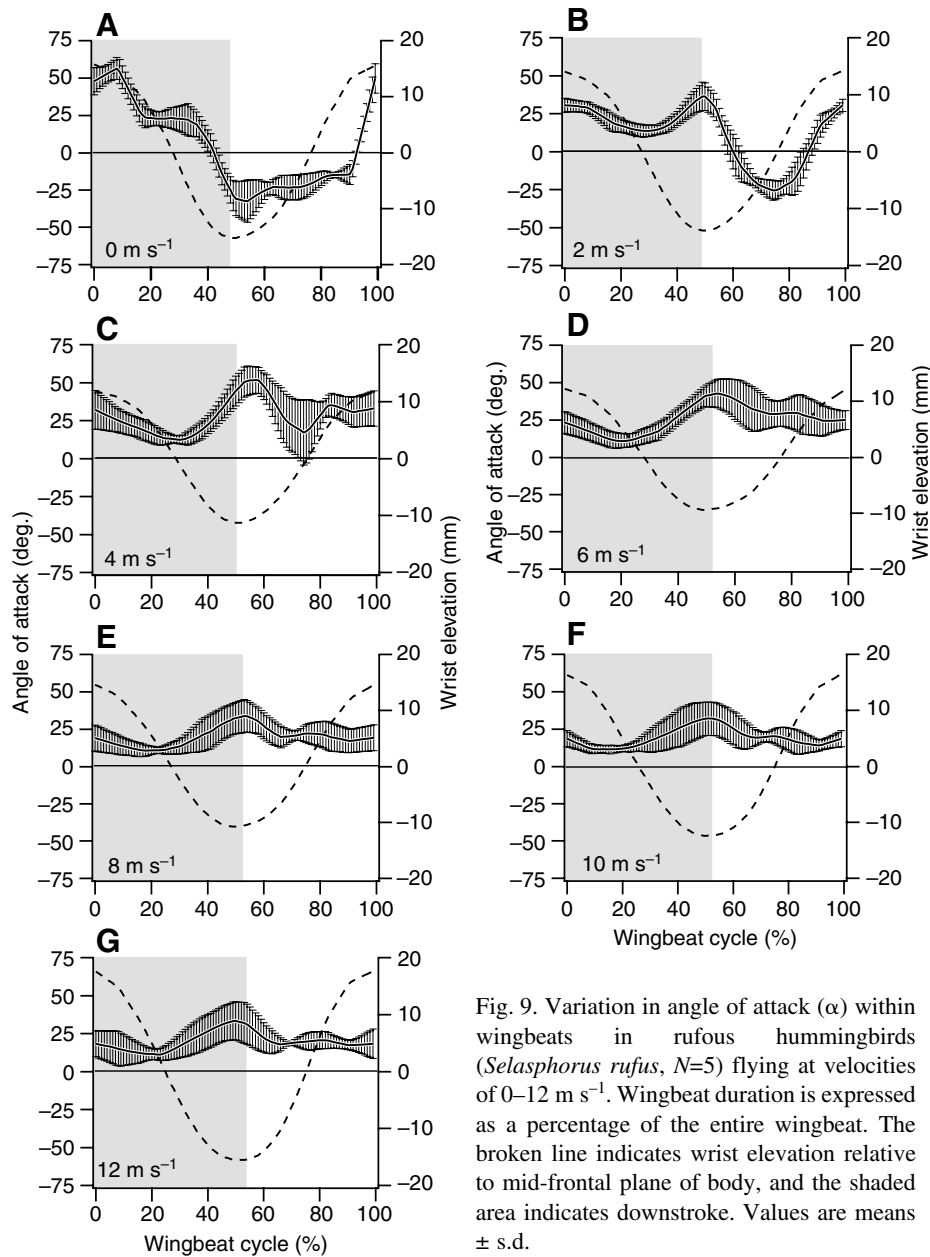 A
75
50
25
0
–25
–50
–75
20
10
0
–10
–20
0 m s–1
0 20 40 60 80 100
B
75
50
25
0
–25
–50
–75
20
10
0
–10
–20
2 m s–1
0 20 40 60 80 100
C
75
50
25
0
–25
–50
–75
20
10
0
–10
–20
4 m s–1
0 20 40 60 80 100
D
75
50
25
0
–25
–50
–75
20
10
0
–10
–20
6 m s–1
0 20 40 60 80 100
Angle of attack (deg.)
Wrist elevation (mm)
Angle of attack (deg.)
Wrist elevation (mm)
E
75
50
25
0
–25
–50
–75
20
10
0
–10
–20
8 m s–1
0 20 40 60 80 100
F
75
50
25
0
–25
–50
–75
20
10
0
–10
–20
10 m s–1
0 20 40 60 80 100
Wingbeat cycle (%)
G
75
50
25
0
–25
–50
–75
20
10
0
–10
–20
12 m s–1
0 20 40 60 80 100
Wingbeat cycle (%)
Fig. 9. Variation in angle of attack (α) within
wingbeats in rufous hummingbirds
(Selasphorus rufus, N=5) flying at velocities
of 0–12 m s–1. Wingbeat duration is expressed
as a percentage of the entire wingbeat. The
broken line indicates wrist elevation relative
to mid-frontal plane of body, and the shaded
area indicates downstroke. Values are means
± s.d.